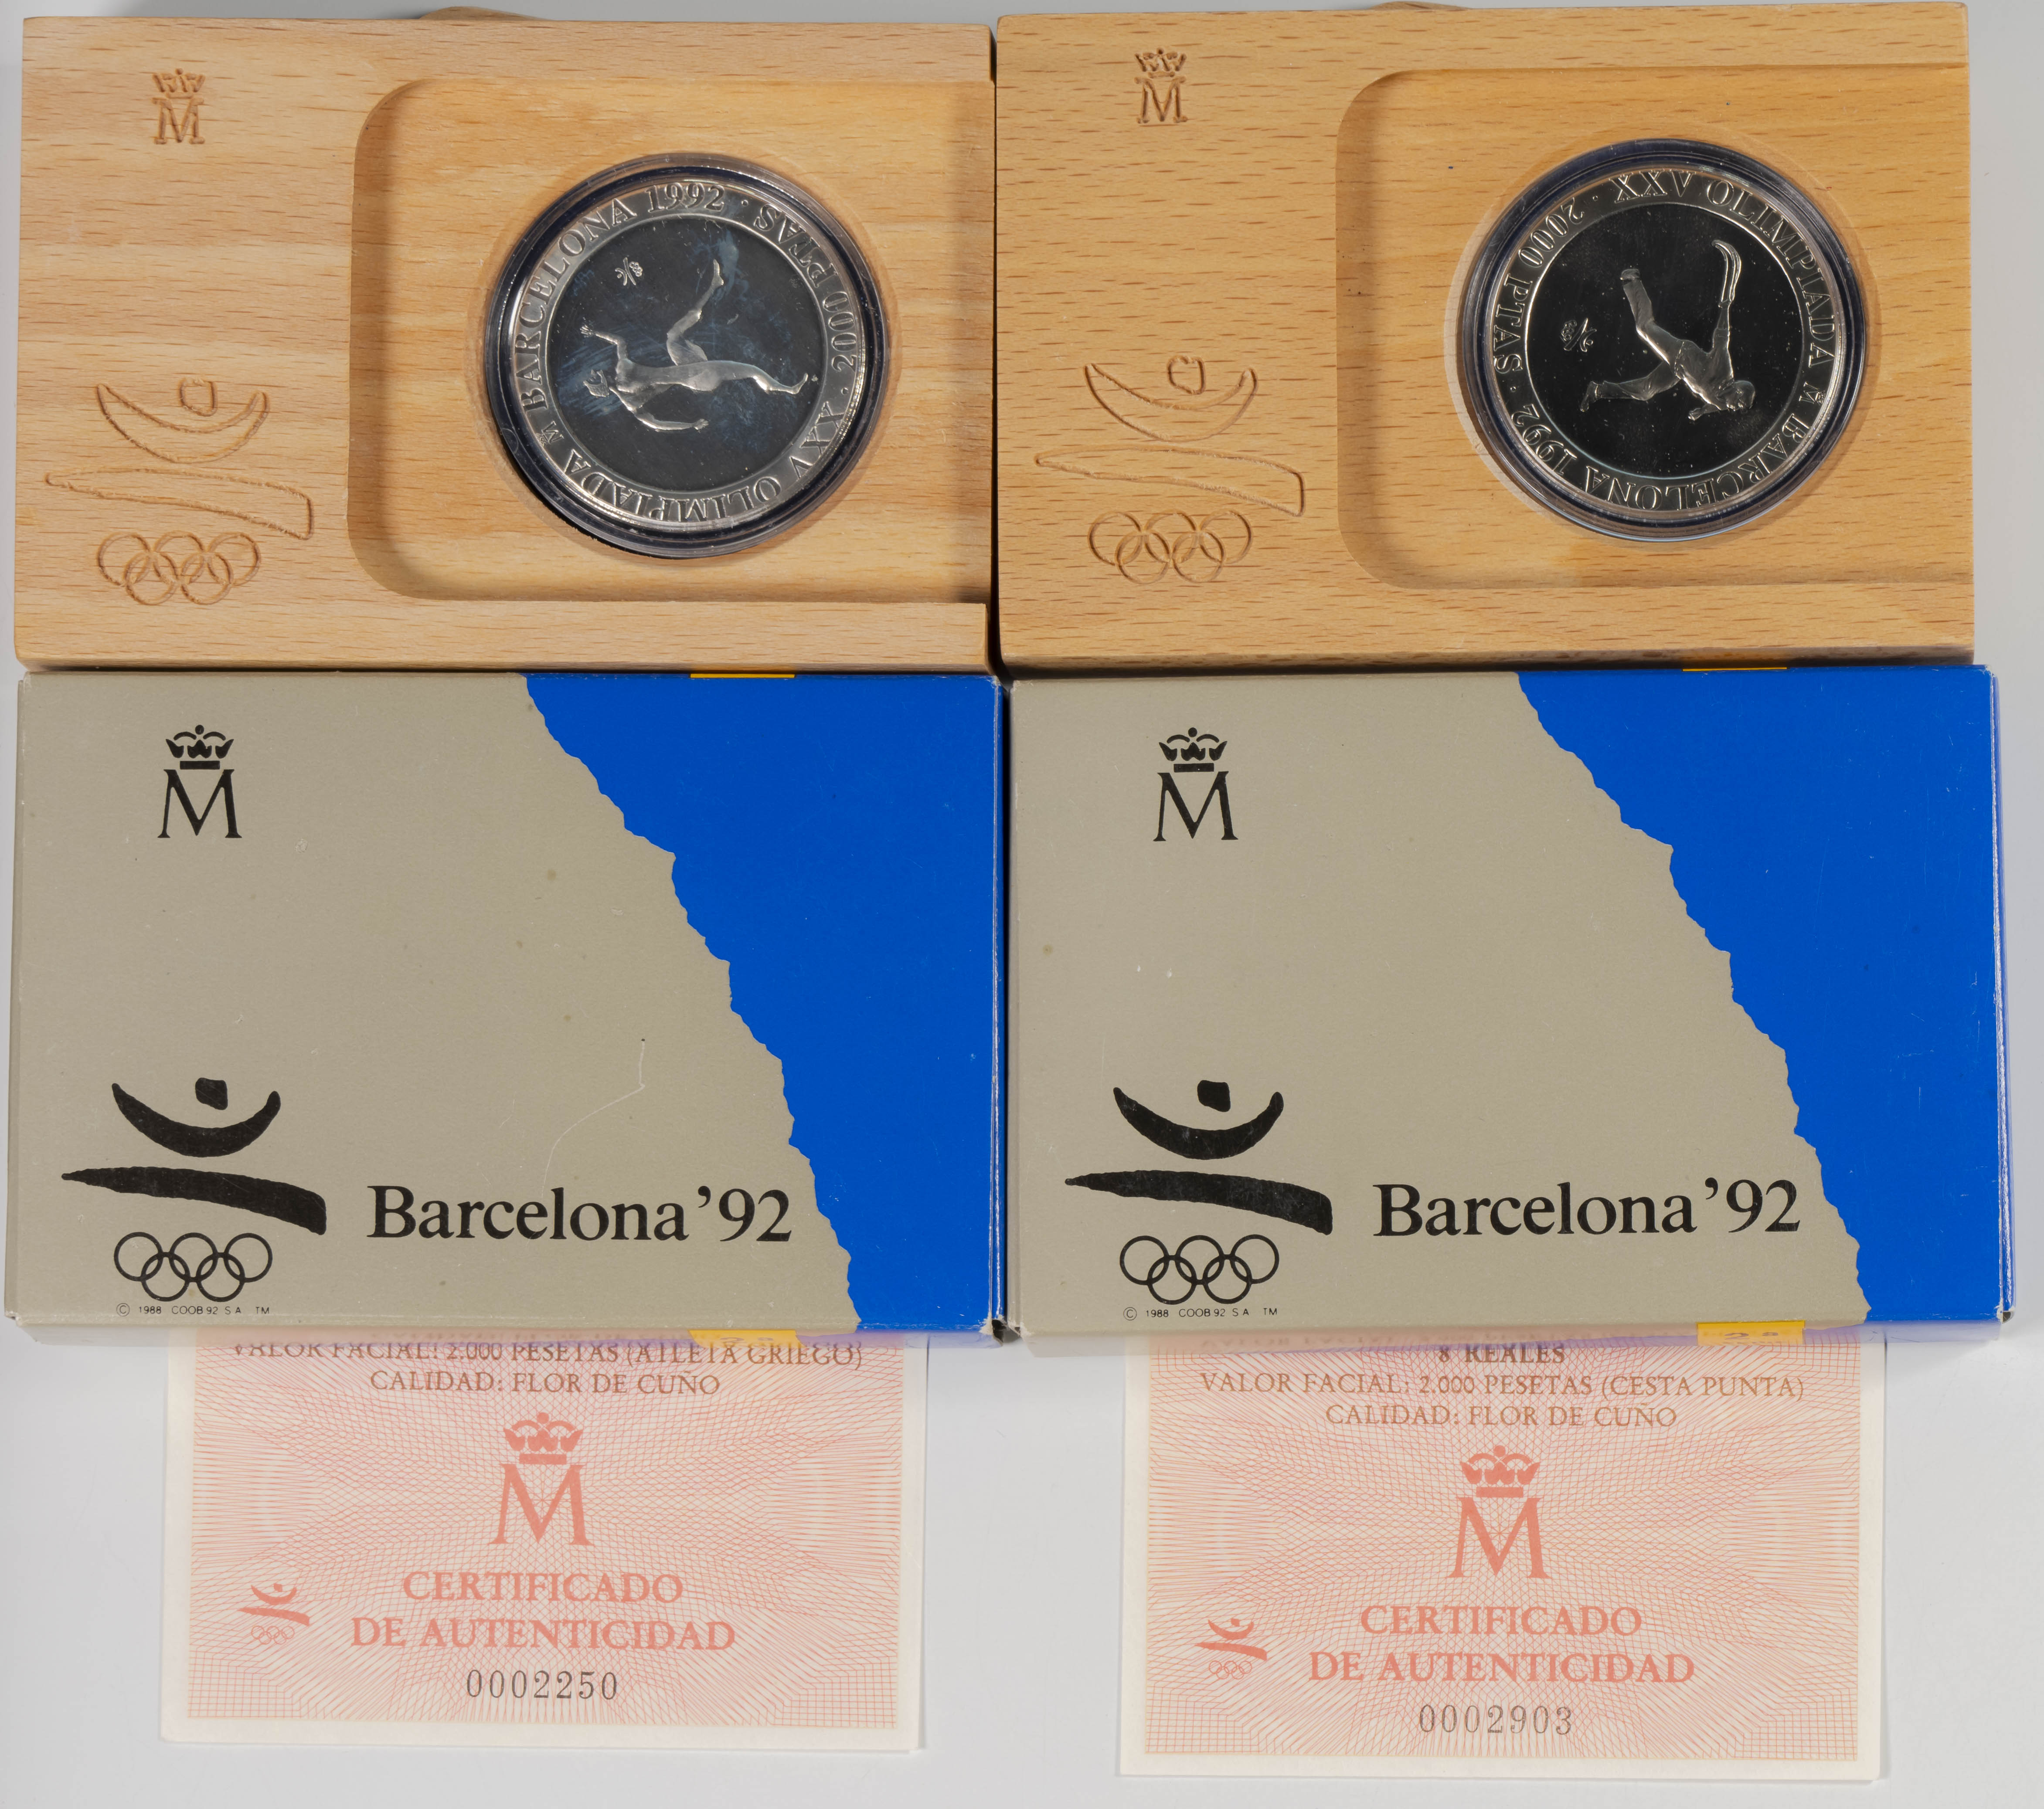 M
BARCELONA 1992 · 2000 PTAS · XXV OLIMPIADA M
M
BARCELONA 1992 · 2000 PTAS · XXV OLIMPIADA M
M
Barcelona '92
© 1988 COOB 92 S A TM
M
Barcelona '92
© 1988 COOB 92 S A TM
VALOR FACIAL: 2.000 PESETAS (ATLETA GRIEGO)
CALIDAD: FLOR DE CUÑO
M
CERTIFICADO
DE AUTENTICIDAD
0002250
8 REALES
VALOR FACIAL: 2.000 PESETAS (CESTA PUNTA)
CALIDAD: FLOR DE CUÑO
M
CERTIFICADO
DE AUTENTICIDAD
0002903